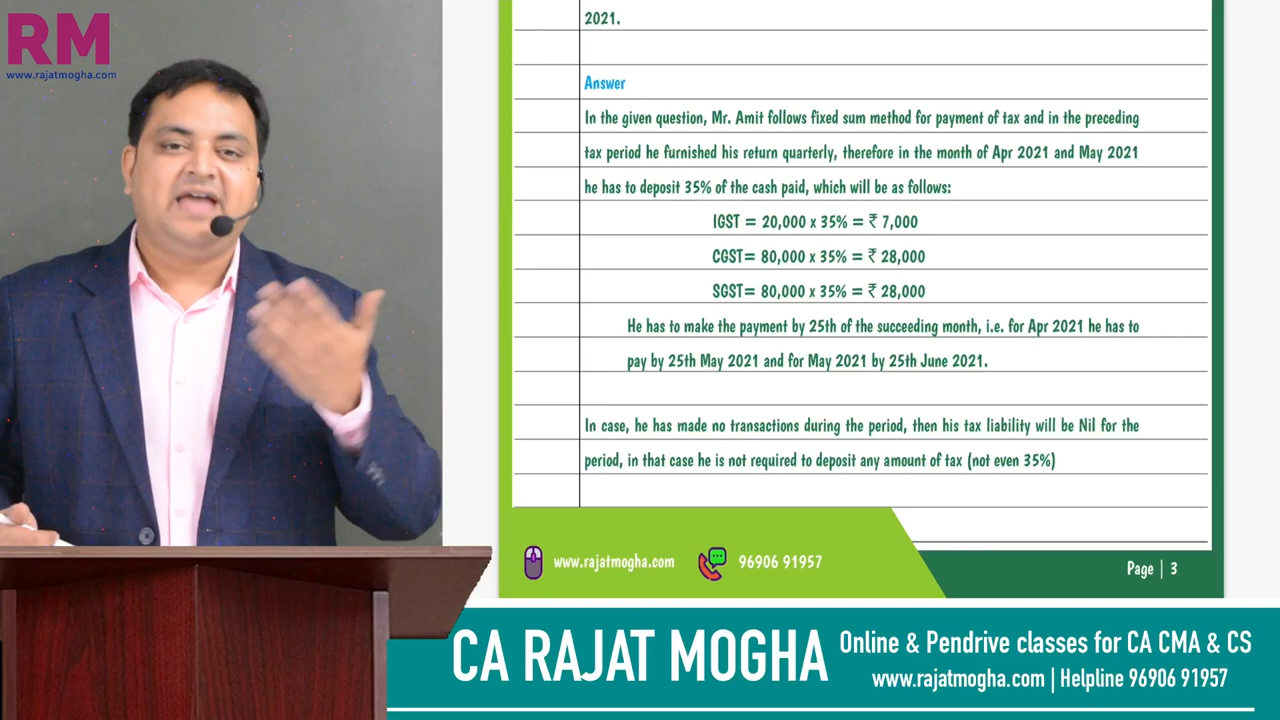 RM
www.rajatmogha.com
2021.
Answer
In the given question, Mr. Amit follows fixed sum method for payment of tax and in the preceding
tax period he furnished his return quarterly, therefore in the month of Apr 2021 and May 2021
he has to deposit 35% of the cash paid, which will be as follows:
IGST = 20,000 x 35% = ₹ 7,000
CGST= 80,000 x 35% = ₹ 28,000
SGST= 80,000 x 35% = ₹ 28,000
He has to make the payment by 25th of the succeeding month, i.e. for Apr 2021 he has to
pay by 25th May 2021 and for May 2021 by 25th June 2021.
In case, he has made no transactions during the period, then his tax liability will be Nil for the
period, in that case he is not required to deposit any amount of tax (not even 35%)
www.rajatmogha.com 96906 91957
Page | 3
CA RAJAT MOGHA
Online & Pendrive classes for CA CMA & CS
www.rajatmogha.com | Helpline 96906 91957